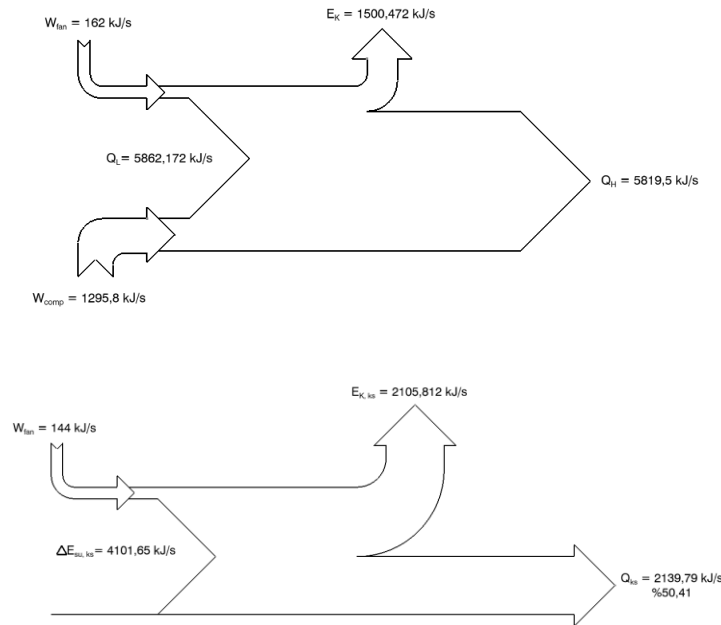 W_fan = 162 kJ/s
E_K = 1500,472 kJ/s
Q_L= 5862,172 kJ/s
Q_H = 5819,5 kJ/s
W_comp = 1295,8 kJ/s
E_K, ks = 2105,812 kJ/s
W_fan = 144 kJ/s
ΔE_su, ks= 4101,65 kJ/s
Q_ks = 2139,79 kJ/s
%50,41